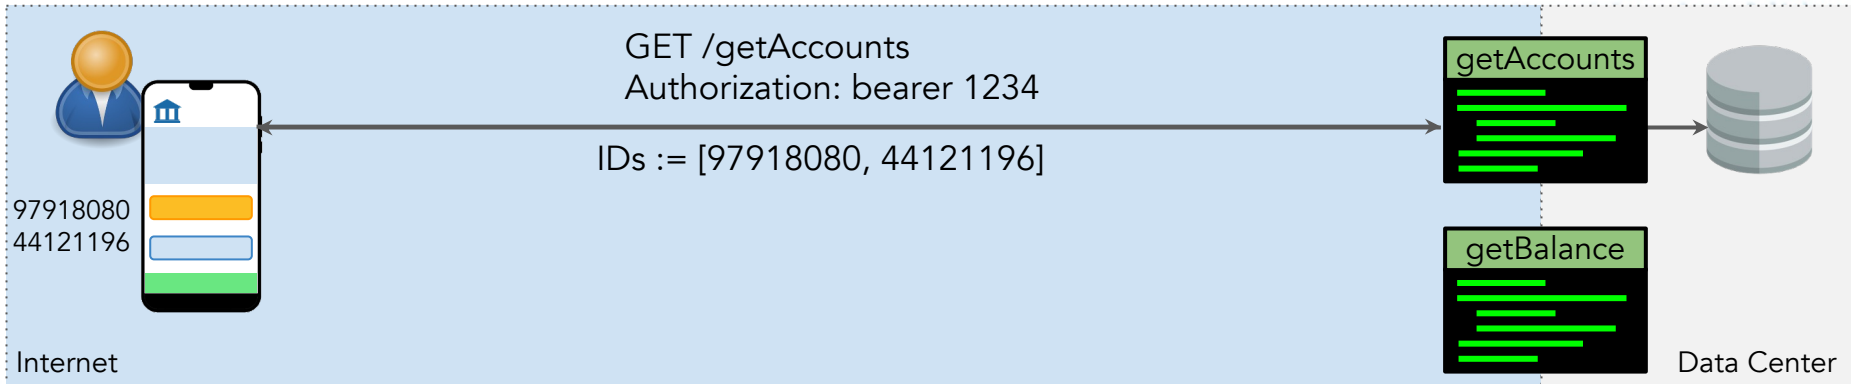 GET /getAccounts
Authorization: bearer 1234
IDs := [97918080, 44121196]
97918080
44121196
getAccounts
getBalance
Internet
Data Center